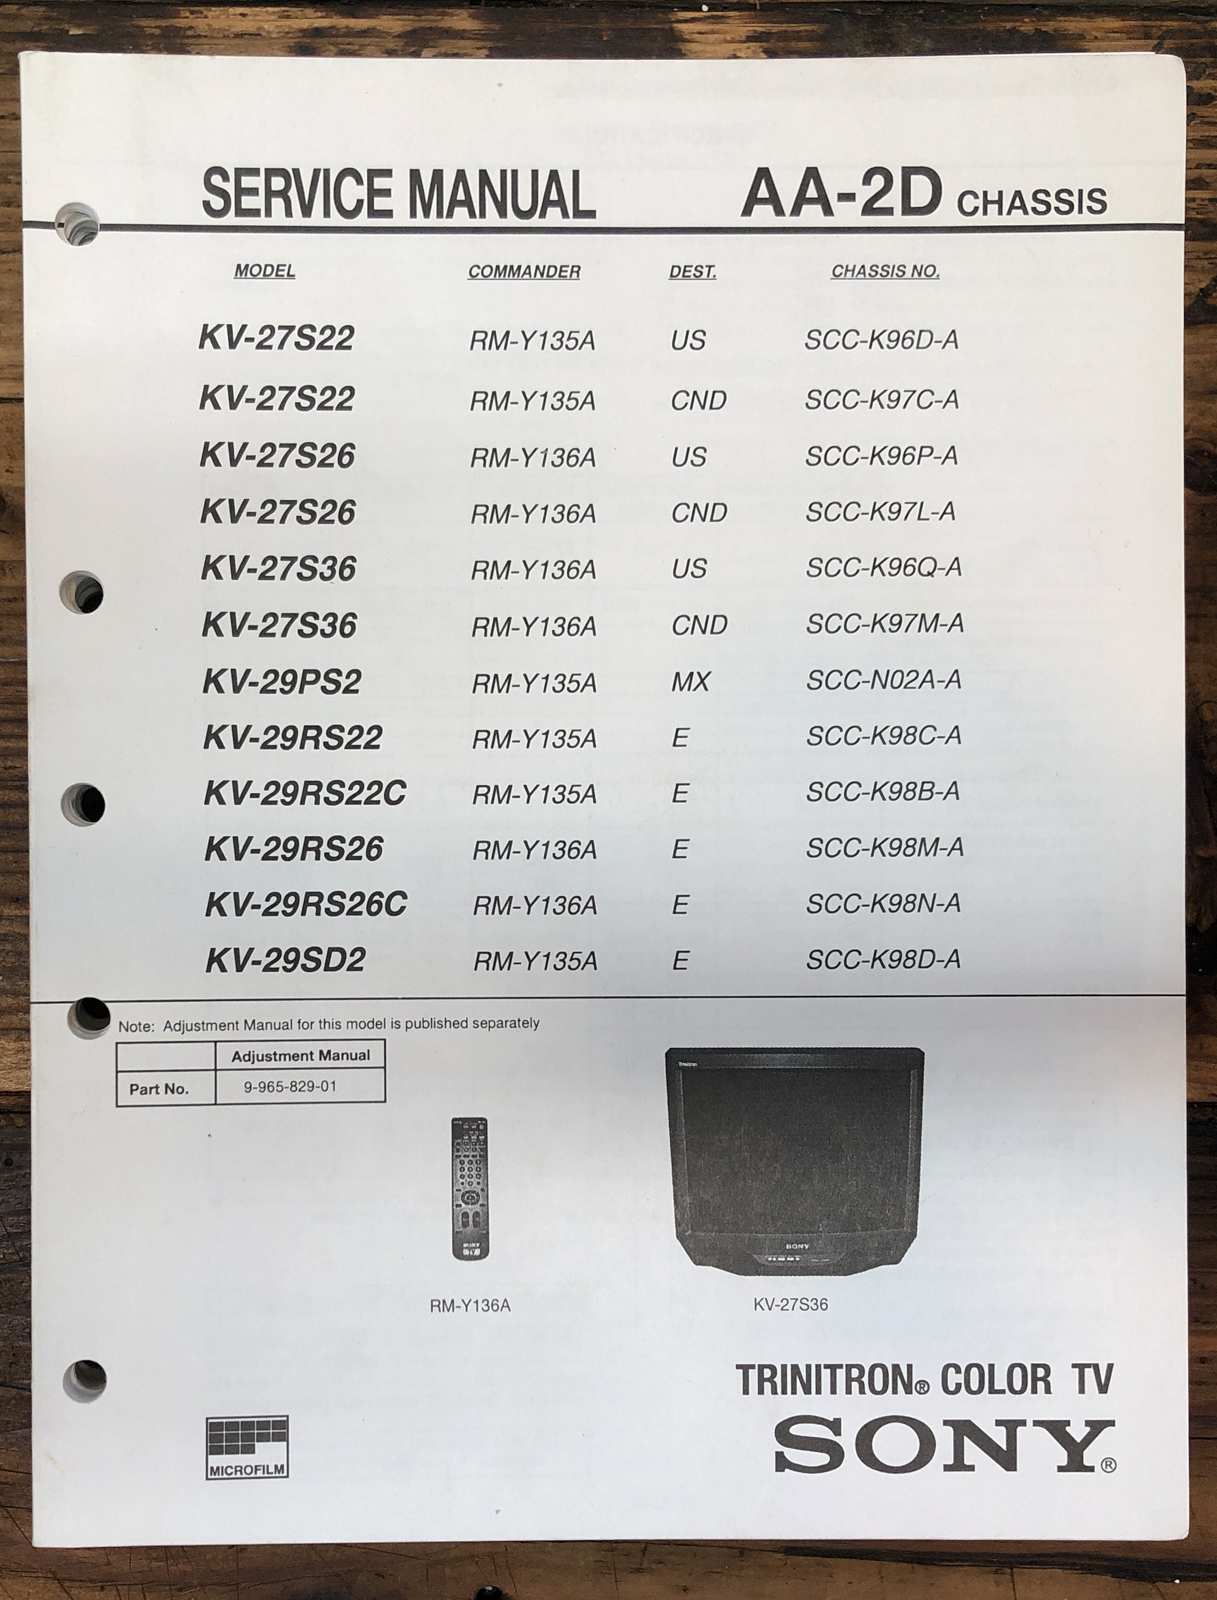 SERVICE MANUAL AA-2D CHASSIS
MODEL COMMANDER DEST. CHASSIS NO.
KV-27S22 RM-Y135A US SCC-K96D-A
KV-27S22 RM-Y135A CND SCC-K97C-A
KV-27S26 RM-Y136A US SCC-K96P-A
KV-27S26 RM-Y136A CND SCC-K97L-A
KV-27S36 RM-Y136A US SCC-K96Q-A
KV-27S36 RM-Y136A CND SCC-K97M-A
KV-29PS2 RM-Y135A MX SCC-N02A-A
KV-29RS22 RM-Y135A E SCC-K98C-A
KV-29RS22C RM-Y135A E SCC-K98B-A
KV-29RS26 RM-Y136A E SCC-K98M-A
KV-29RS26C RM-Y136A E SCC-K98N-A
KV-29SD2 RM-Y135A E SCC-K98D-A
Note: Adjustment Manual for this model is published separately
Adjustment Manual
Part No. 9-965-829-01
Trinitron
SONY
SONY
RM-Y136A KV-27S36
TRINITRON® COLOR TV
SONY®
MICROFILM